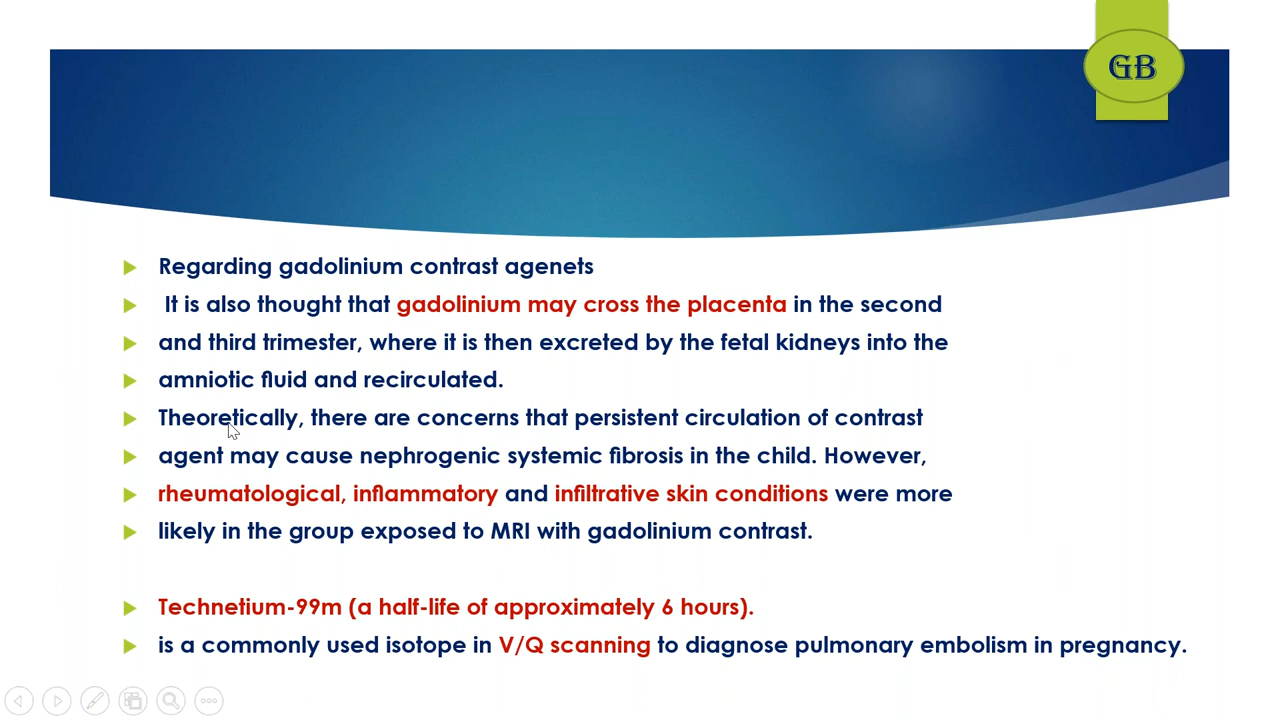 GB
Regarding gadolinium contrast agenets
It is also thought that gadolinium may cross the placenta in the second
and third trimester, where it is then excreted by the fetal kidneys into the
amniotic fluid and recirculated.
Theoretically, there are concerns that persistent circulation of contrast
agent may cause nephrogenic systemic fibrosis in the child. However,
rheumatological, inflammatory and infiltrative skin conditions were more
likely in the group exposed to MRI with gadolinium contrast.
Technetium-99m (a half-life of approximately 6 hours).
is a commonly used isotope in V/Q scanning to diagnose pulmonary embolism in pregnancy.